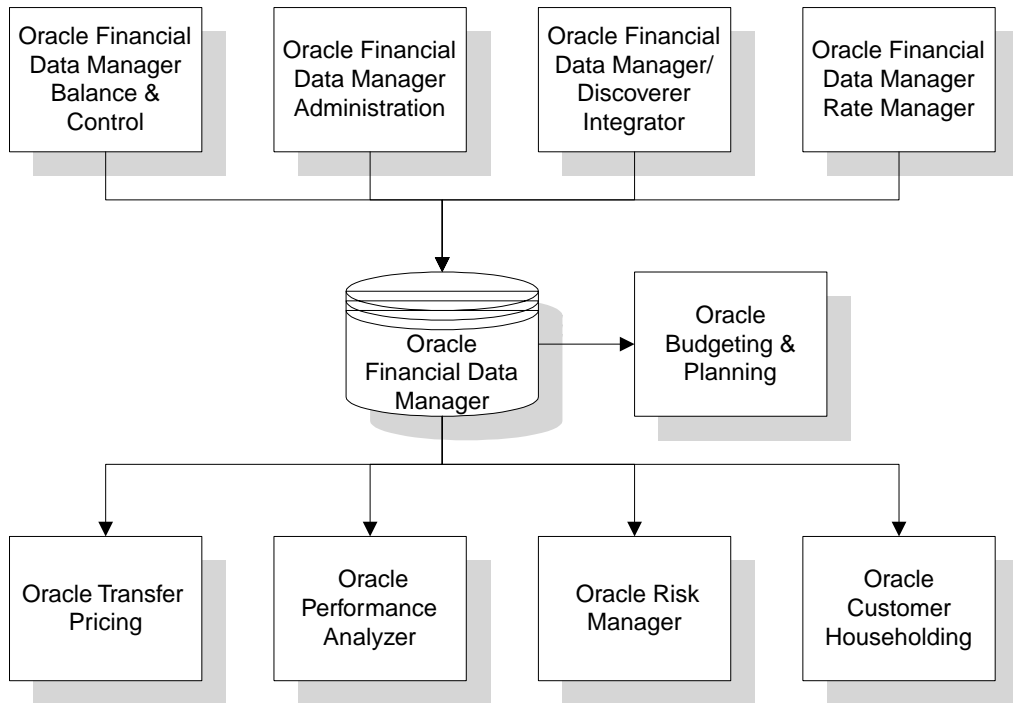 Oracle Financial
Data Manager
Balance &
Control
Oracle Financial
Data Manager
Administration
Oracle Financial
Data Manager/
Discoverer
Integrator
Oracle Financial
Data Manager
Rate Manager
Oracle
Financial Data
Manager
Oracle
Budgeting &
Planning
Oracle Transfer
Pricing
Oracle
Performance
Analyzer
Oracle Risk
Manager
Oracle
Customer
Householding